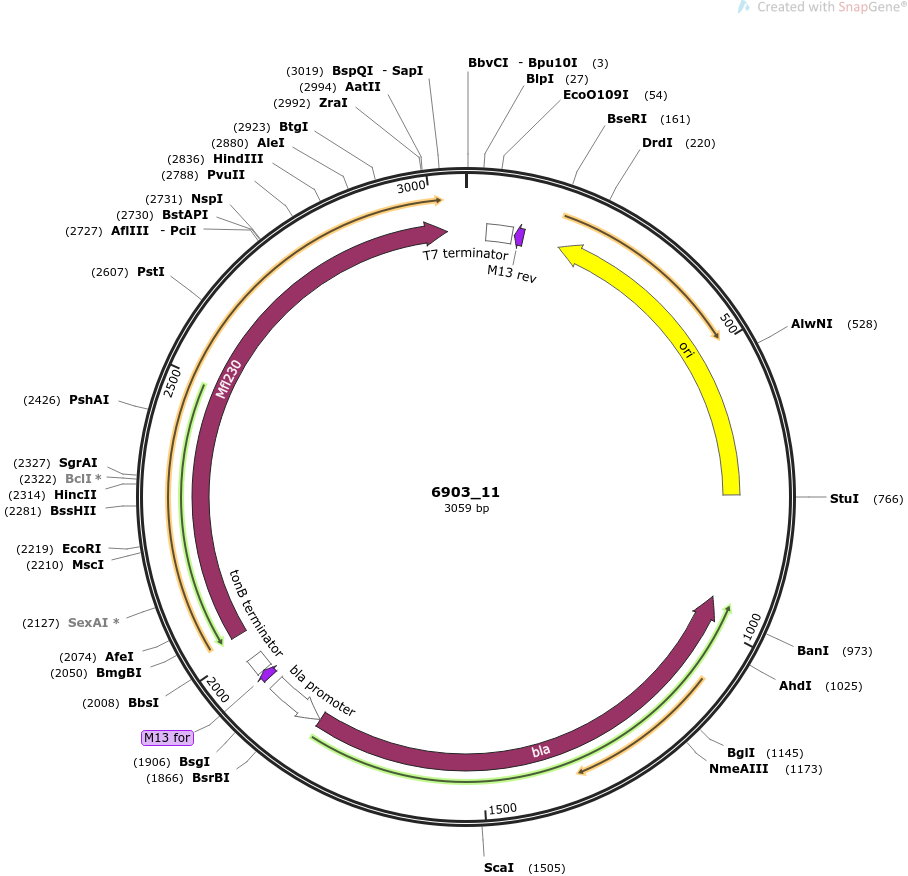 Created with SnapGene®
(3019) BspQI - SapI
(2994) AatII
(2992) ZraI
(2923) BtgI
(2880) AleI
(2836) HindIII
(2788) PvuII
(2731) NspI
(2730) BstAPI
(2727) AflIII - PciI
(2607) PstI
(2426) PshAI
(2327) SgrAI
(2322) BclI *
(2314) HincII
(2281) BssHII
(2219) EcoRI
(2210) MscI
(2127) SexAI *
(2074) AfeI
(2050) BmgBI
(2008) BbsI
M13 for
(1906) BsgI
(1866) BsrBI
BbvCI - Bpu10I (3)
BlpI (27)
EcoO109I (54)
BseRI (161)
DrdI (220)
AlwNI (528)
StuI (766)
BanI (973)
AhdI (1025)
BglI (1145)
NmeAIII (1173)
ScaI (1505)
3000
500
1000
1500
2000
2500
T7 terminator
M13 rev
ori
Mfl230
tonB terminator
bla promoter
bla
6903_11
3059 bp